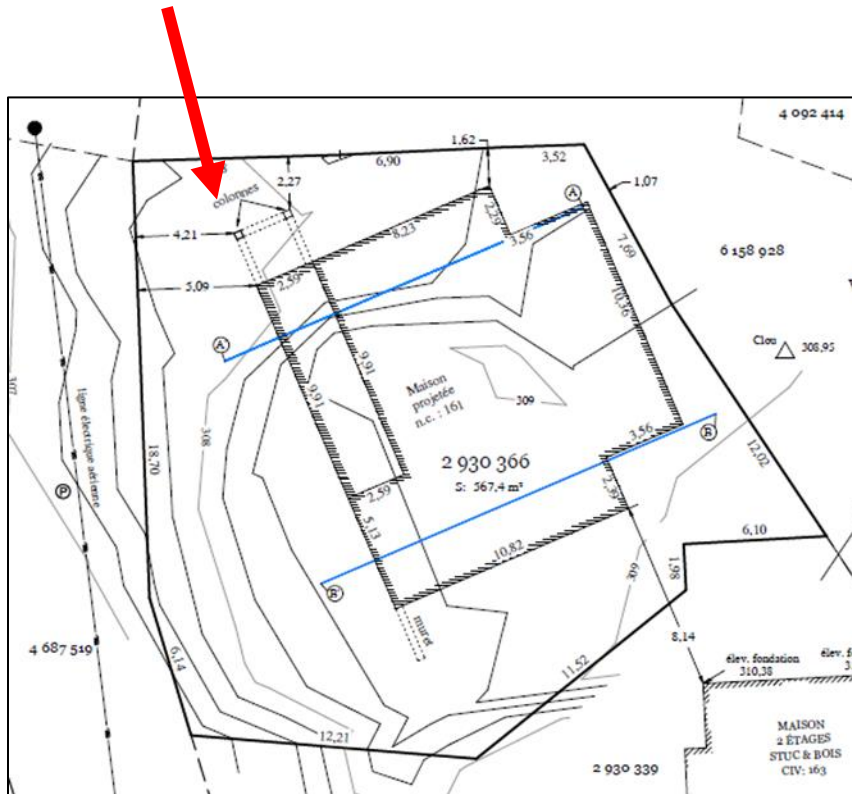 4 092 414
1,62
6,90
3,52
2,27
1,07
colonnes
A
2,29
8,23
4,21
3,56
7,69
6 158 928
5,09
2,59
10,36
A
Clou
308,95
307
9,91
Maison
projetée
n.c. : 161
309
ligne électrique aérienne
308
9,91
18,70
3,56
B
2 930 366
12,02
S: 567,4 m²
P
2,59
2,39
5,13
6,10
10,82
B
1,98
309
muret
4 687 519
6,14
8,14
11,52
élev. fondation
310,38
élev. f
3
12,21
MAISON
2 ÉTAGES
STUC & BOIS
CIV: 163
2 930 339